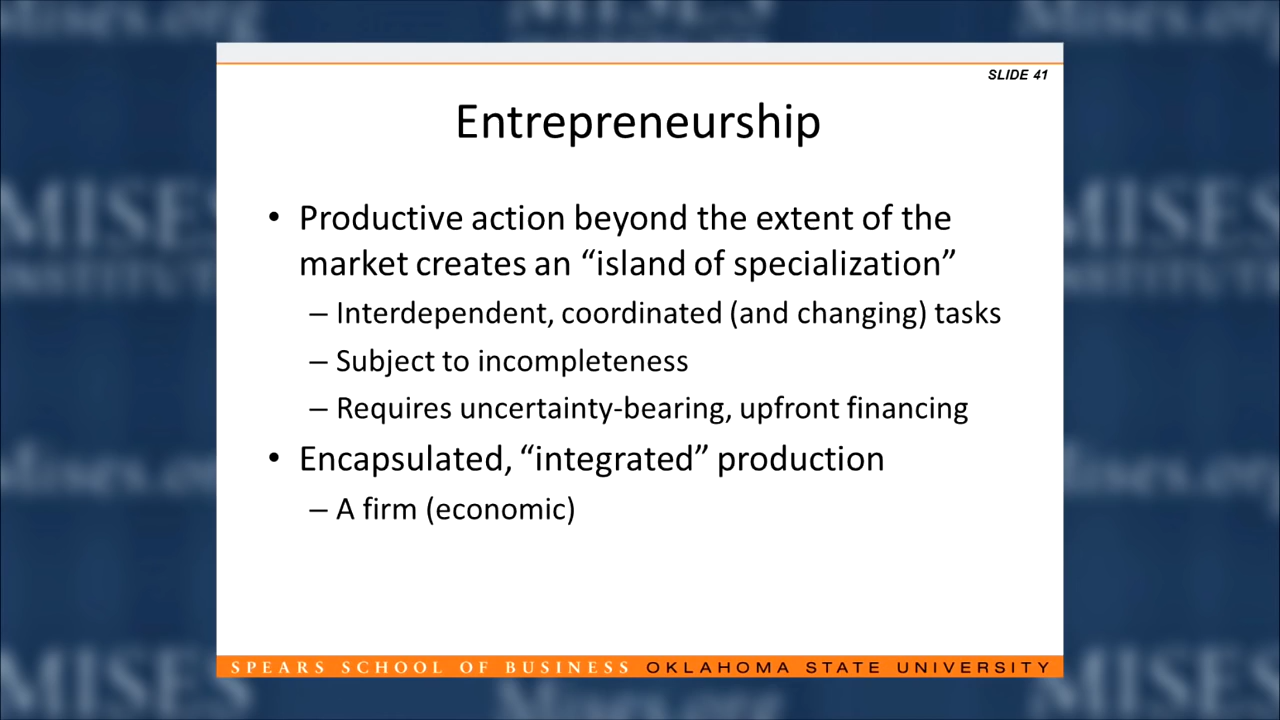 SLIDE 41
Entrepreneurship
• Productive action beyond the extent of the
market creates an “island of specialization”
– Interdependent, coordinated (and changing) tasks
– Subject to incompleteness
– Requires uncertainty-bearing, upfront financing
• Encapsulated, “integrated” production
– A firm (economic)
SPEARS SCHOOL OF BUSINESS OKLAHOMA STATE UNIVERSITY